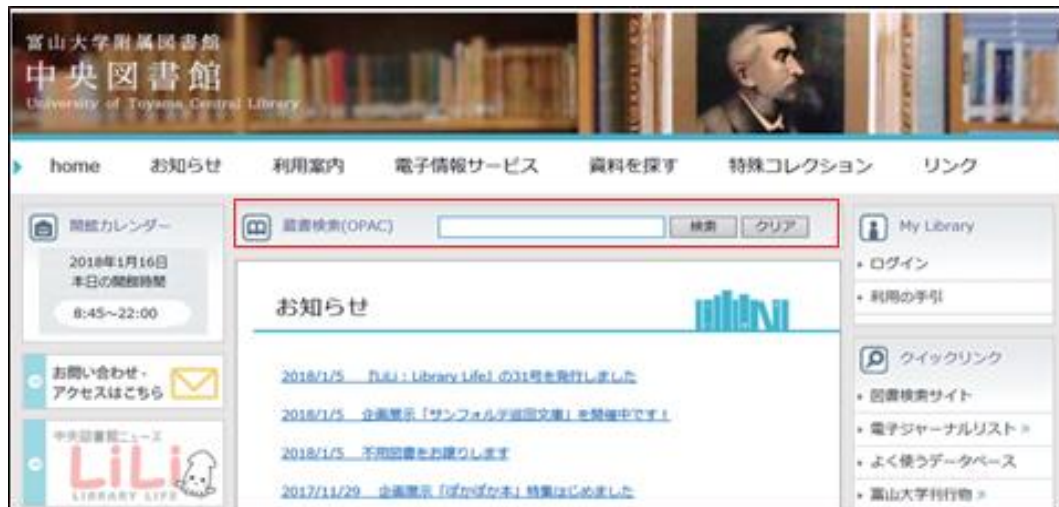 富山大学附属図書館
中央図書館
University of Toyama Central Library
home お知らせ 利用案内 電子情報サービス 資料を探す 特殊コレクション リンク
開館カレンダー
2018年1月16日
本日の開館時間
8:45～22:00
お問い合わせ・
アクセスはこちら
中央図書館ニュース
LiLi
LIBRARY LIFE
蔵書検索(OPAC) 検索 クリア
お知らせ
2018/1/5 『LiLi：Library Life』の31号を発行しました
2018/1/5 企画展示「サンフォルテ巡回文庫」を開催中です！
2018/1/5 不用図書をお譲りします
2017/11/29 企画展示「ぽかぽか本」特集はじめました
My Library
ログイン
利用の手引
クイックリンク
図書検索サイト
電子ジャーナルリスト »
よく使うデータベース
富山大学刊行物 »